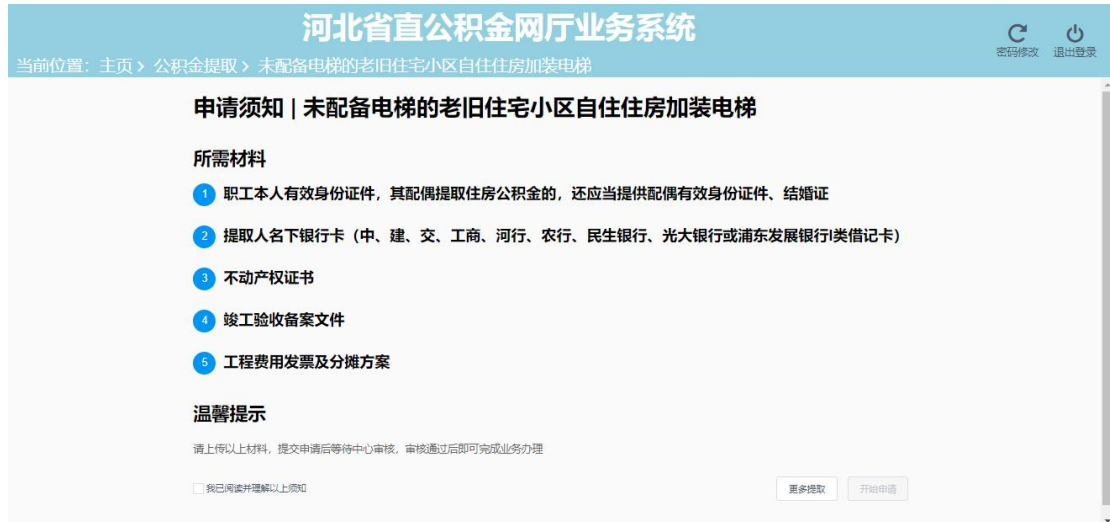 河北省直公积金网厅业务系统
密码修改 退出登录
当前位置：主页 > 公积金提取 > 未配备电梯的老旧住宅小区自住住房加装电梯
申请须知 | 未配备电梯的老旧住宅小区自住住房加装电梯
所需材料
1 职工本人有效身份证件，其配偶提取住房公积金的，还应当提供配偶有效身份证件、结婚证
2 提取人名下银行卡（中、建、交、工商、河行、农行、民生银行、光大银行或浦东发展银行I类借记卡）
3 不动产权证书
4 竣工验收备案文件
5 工程费用发票及分摊方案
温馨提示
请上传以上材料，提交申请后等待中心审核，审核通过后即可完成业务办理
我已阅读并理解以上须知 更多提取 开始申请